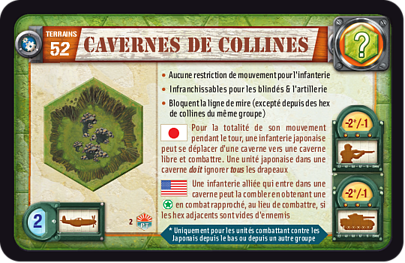 TERRAINS
52
CAVERNES DE COLLINES
?
• Aucune restriction de mouvement pour l'infanterie
• Infranchissables pour les blindés & l'artillerie
• Bloquent la ligne de mire (excepté depuis des hex
de collines du même groupe)
Pour la totalité de son mouvement
pendant le tour, une infanterie japonaise
peut se déplacer d'une caverne vers une caverne
libre et combattre. Une unité japonaise dans une
caverne doit ignorer tous les drapeaux
Une infanterie alliée qui entre dans une
caverne peut la combler en obtenant une
en combat rapproché, au lieu de combattre, si
les hex adjacents sont vides d'ennemis
* Uniquement pour les unités combattant contre les
Japonais depuis le bas ou depuis un autre groupe
-2*/-1
-2*/-1
2
2